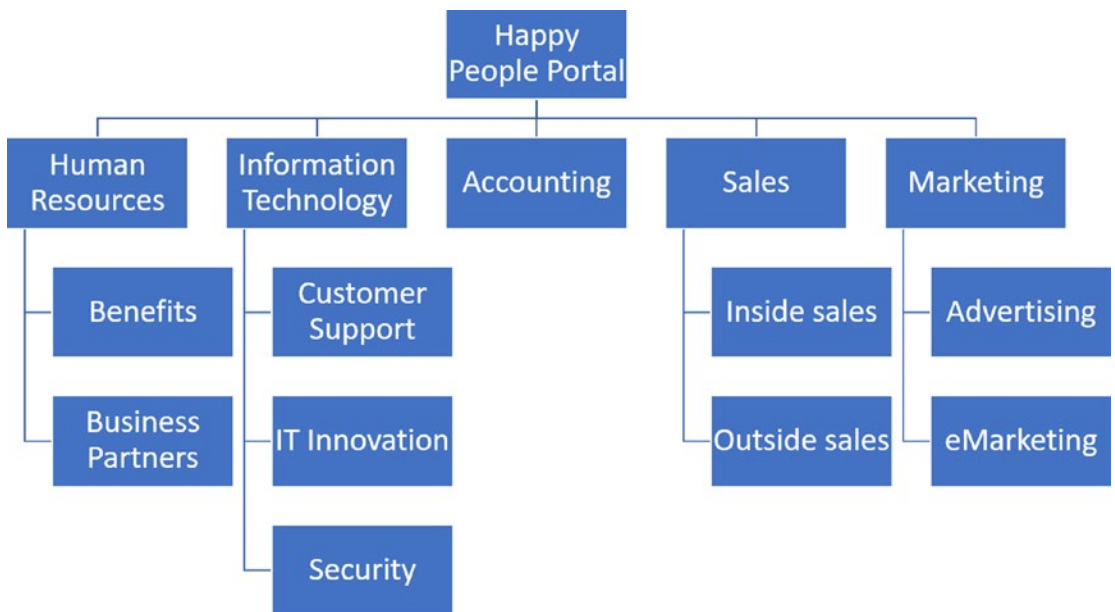 Happy
People Portal
Human
Resources
Information
Technology
Accounting
Sales
Marketing
Benefits
Customer
Support
Inside sales
Advertising
Business
Partners
IT Innovation
Outside sales
eMarketing
Security